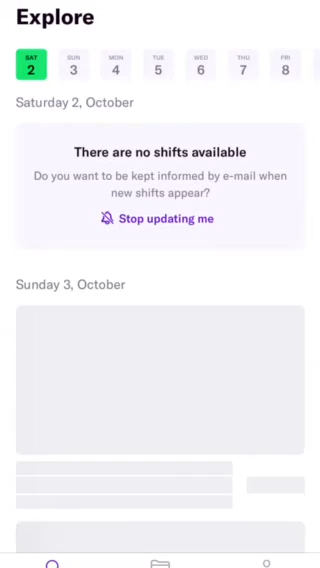 Explore
SAT SUN MON TUE WED THU FRI
2 3 4 5 6 7 8
Saturday 2, October
There are no shifts available
Do you want to be kept informed by e-mail when
new shifts appear?
Stop updating me
Sunday 3, October